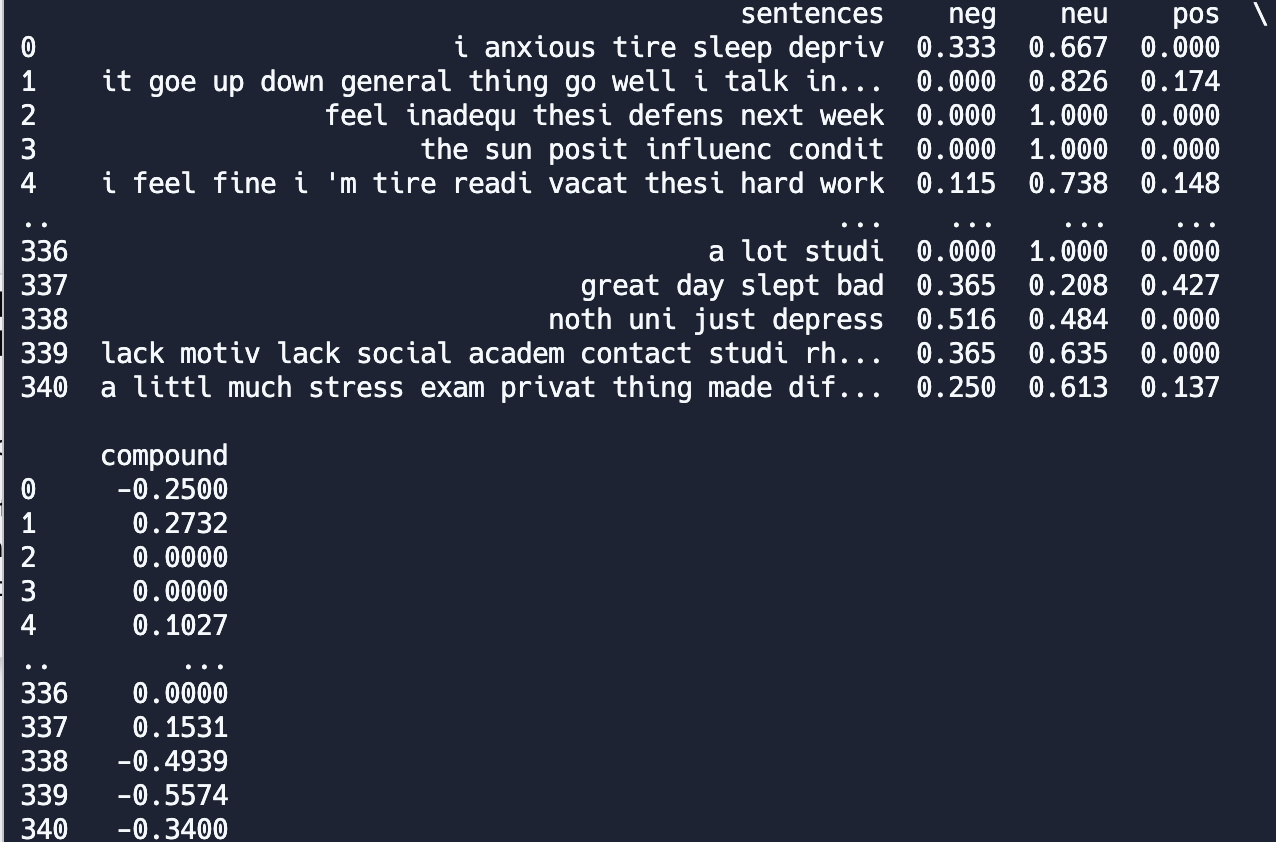 sentences neg neu pos \
0 i anxious tire sleep depriv 0.333 0.667 0.000
1 it goe up down general thing go well i talk in... 0.000 0.826 0.174
2 feel inadequ thesi defens next week 0.000 1.000 0.000
3 the sun posit influenc condit 0.000 1.000 0.000
4 i feel fine i 'm tire readi vacat thesi hard work 0.115 0.738 0.148
.. ... ... ... ...
336 a lot studi 0.000 1.000 0.000
337 great day slept bad 0.365 0.208 0.427
338 noth uni just depress 0.516 0.484 0.000
339 lack motiv lack social academ contact studi rh... 0.365 0.635 0.000
340 a littl much stress exam privat thing made dif... 0.250 0.613 0.137
compound
0 -0.2500
1 0.2732
2 0.0000
3 0.0000
4 0.1027
.. ...
336 0.0000
337 0.1531
338 -0.4939
339 -0.5574
340 -0.3400